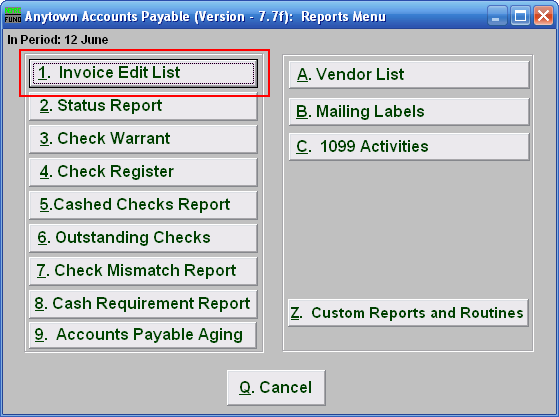 Anytown Accounts Payable (Version - 7.7f): Reports Menu
In Period: 12 June
1. Invoice Edit List
2. Status Report
3. Check Warrant
4. Check Register
5.Cashed Checks Report
6. Outstanding Checks
7. Check Mismatch Report
8. Cash Requirement Report
9. Accounts Payable Aging
A. Vendor List
B. Mailing Labels
C. 1099 Activities
Z. Custom Reports and Routines
Q. Cancel